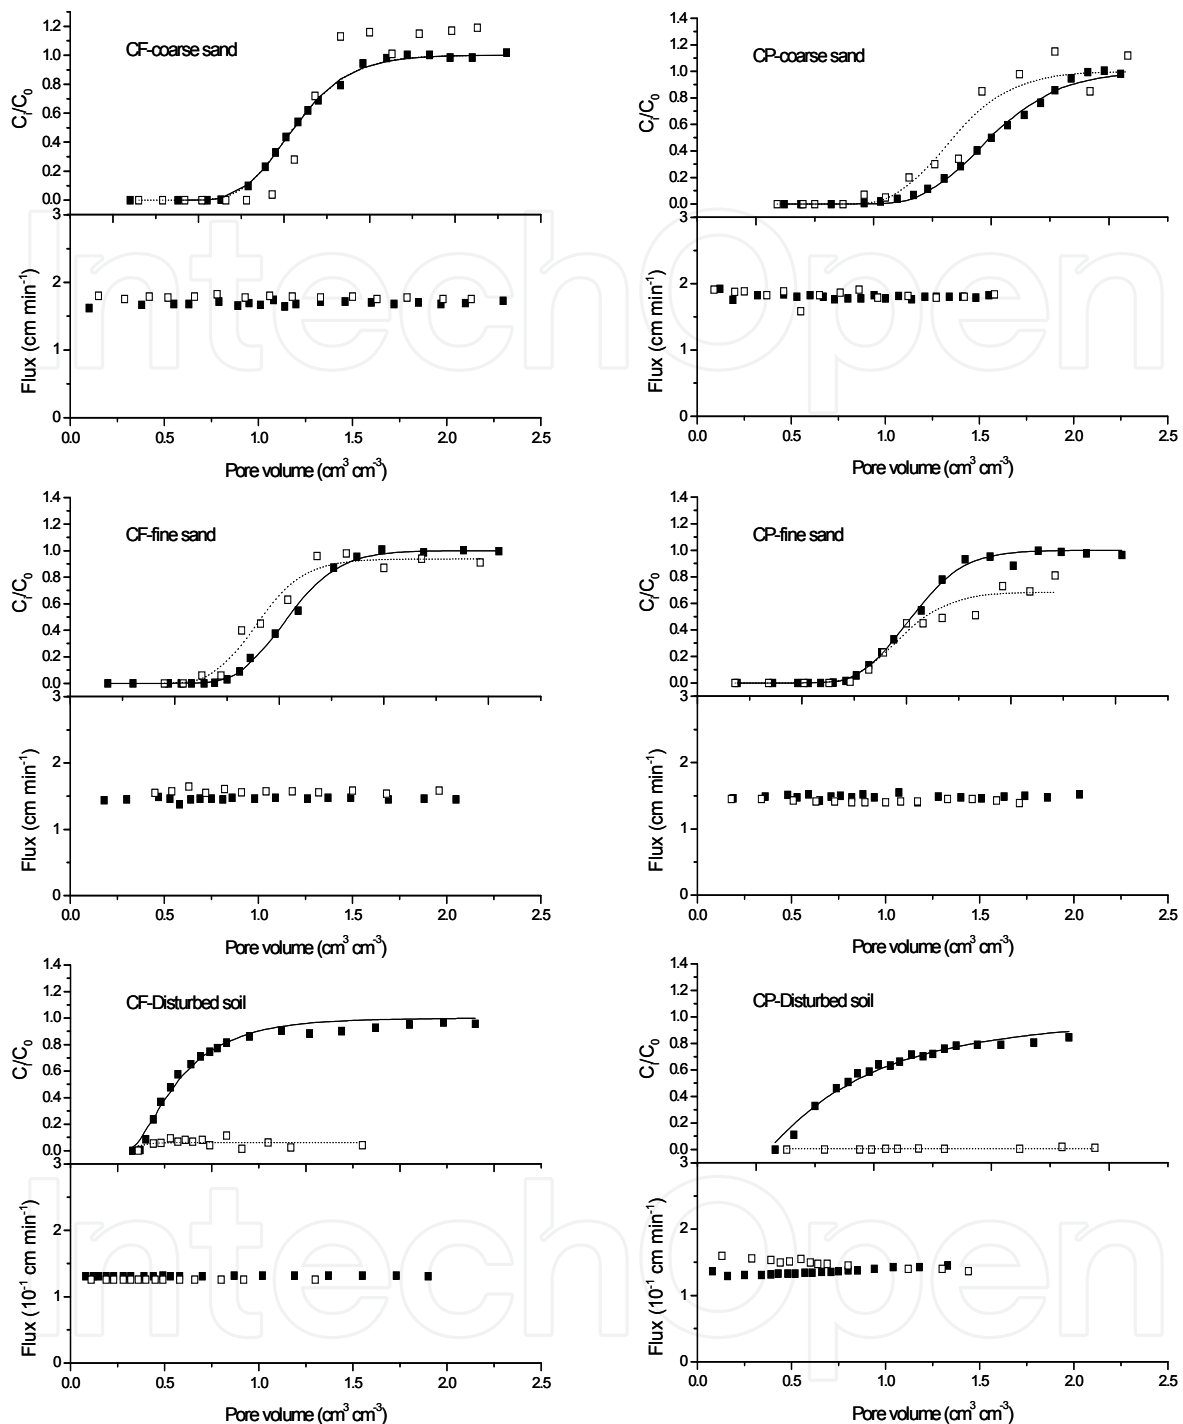 CF-coarse sand
1.2
1.0
0.8
0.6
0.4
0.2
0.0
Cᵢ/C₀
3
2
1
0
Flux (cm min⁻¹)
0.0 0.5 1.0 1.5 2.0 2.5
Pore volume (cm³ cm⁻³)
CP-coarse sand
1.4
1.2
1.0
0.8
0.6
0.4
0.2
0.0
Cᵢ/C₀
3
2
1
0
Flux (cm min⁻¹)
0.0 0.5 1.0 1.5 2.0 2.5
Pore volume (cm³ cm⁻³)
CF-fine sand
1.4
1.2
1.0
0.8
0.6
0.4
0.2
0.0
Cᵢ/C₀
3
2
1
0
Flux (cm min⁻¹)
0.0 0.5 1.0 1.5 2.0 2.5
Pore volume (cm³ cm⁻³)
CP-fine sand
1.4
1.2
1.0
0.8
0.6
0.4
0.2
0.0
Cᵢ/C₀
3
2
1
0
Flux (cm min⁻¹)
0.0 0.5 1.0 1.5 2.0 2.5
Pore volume (cm³ cm⁻³)
CF-Disturbed soil
1.4
1.2
1.0
0.8
0.6
0.4
0.2
0.0
Cᵢ/C₀
3
2
1
0
Flux (10⁻¹ cm min⁻¹)
0.0 0.5 1.0 1.5 2.0 2.5
Pore volume (cm³ cm⁻³)
CP-Disturbed soil
1.4
1.2
1.0
0.8
0.6
0.4
0.2
0.0
Cᵢ/C₀
3
2
1
0
Flux (10⁻¹ cm min⁻¹)
0.0 0.5 1.0 1.5 2.0 2.5
Pore volume (cm³ cm⁻³)
IntechOpen
IntechOpen